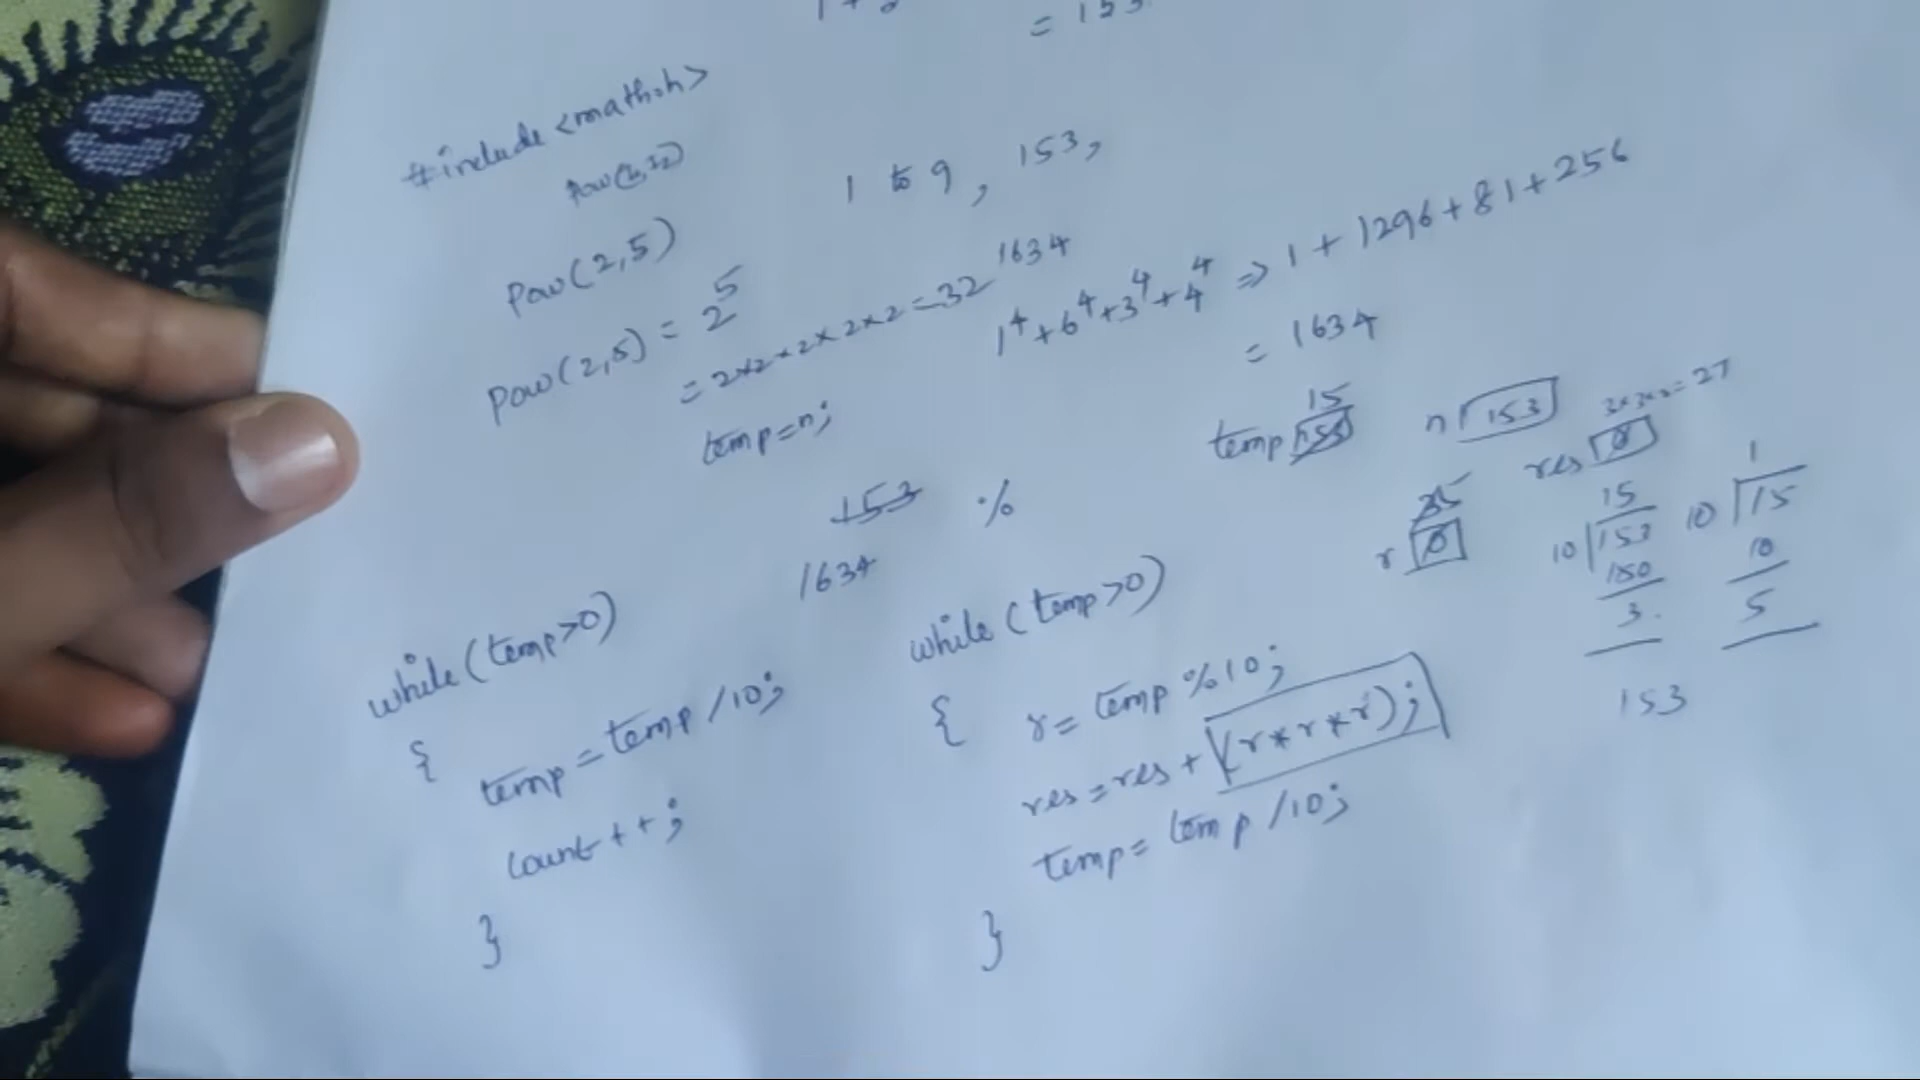 = 153
#include <math.h>
Pow(2,5)
Pow(2,5) = 2^5
= 2*2*2*2*2 = 32
temp=n;
1 to 9, 153,
1634
1^4+6^4+3^4+4^4 => 1 + 1296 + 81 + 256
= 1634
15
temp 153
n 153
3*3*3=27
res 0
35
r 0
15
10 153
150
3
1
10 15
10
5
153
153 %
1634
while(temp>0)
{
temp=temp/10;
count++;
}
while(temp>0)
{
r=temp%10;
res=res+(r*r*r);
temp=temp/10;
}